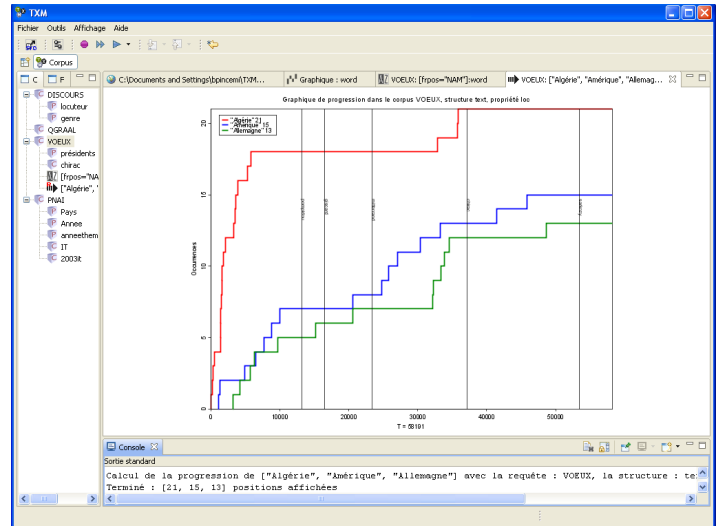 TXM
Fichier Outils Affichage Aide
Corpus
C F
C:\Documents and Settings\bpincemi\TXM...
Graphique : word
VOEUX: [frpos="NAM"]:word
VOEUX: ["Algérie", "Amérique", "Allemag...
DISCOURS
locuteur
genre
QGRAAL
VOEUX
présidents
chirac
[frpos="NA
["Algérie", '
PNAI
Pays
Annee
anneethem
IT
2003it
Graphique de progression dans le corpus VOEUX, structure text, propriété loc
"Algérie" 21
"Amérique" 15
"Allemagne" 13
Occurrences
0 5 10 15 20
0 10000 20000 30000 40000 50000
T = 58191
Console
Sortie standard
Calcul de la progression de ["Algérie", "Amérique", "Allemagne"] avec la requête : VOEUX, la structure : te
Terminé : [21, 15, 13] positions affichées